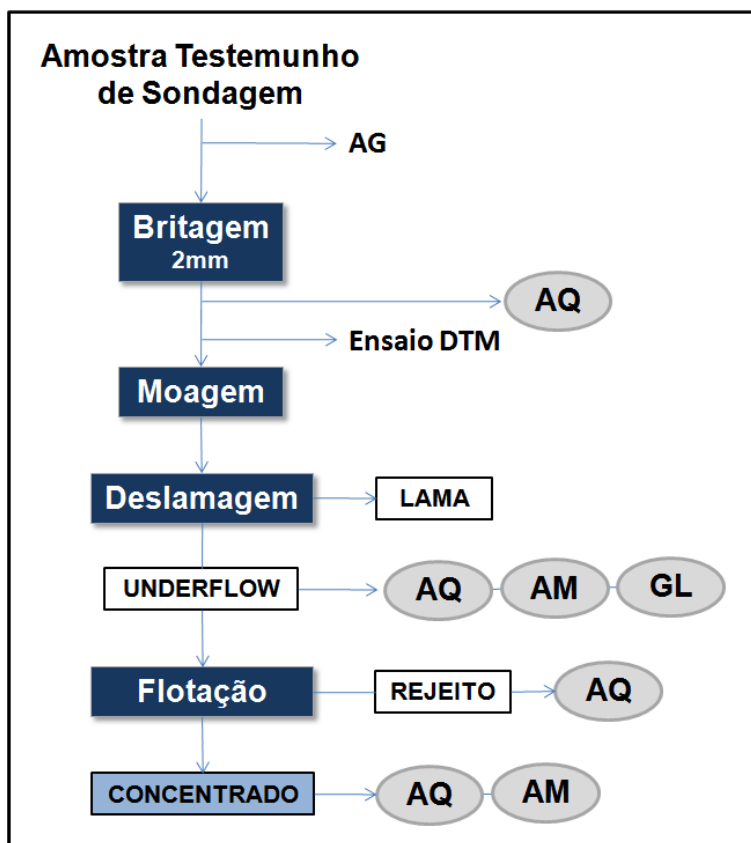 Amostra Testemunho
de Sondagem
AG
Britagem
2mm
AQ
Ensaio DTM
Moagem
Deslamagem
LAMA
UNDERFLOW
AQ
AM
GL
Flotação
REJEITO
AQ
CONCENTRADO
AQ
AM